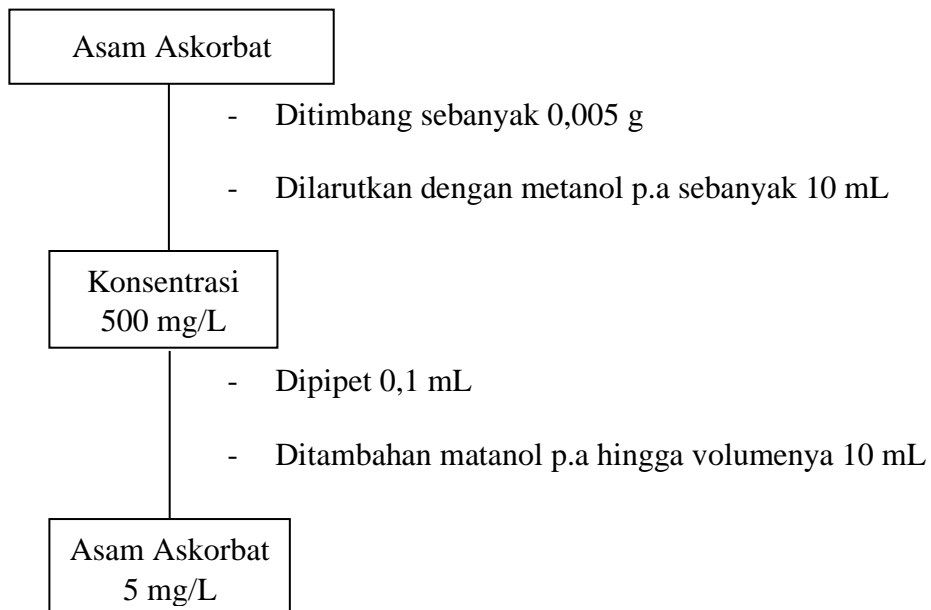 Asam Askorbat
- Ditimbang sebanyak 0,005 g
- Dilarutkan dengan metanol p.a sebanyak 10 mL
Konsentrasi
500 mg/L
- Dipipet 0,1 mL
- Ditambahan matanol p.a hingga volumenya 10 mL
Asam Askorbat
5 mg/L